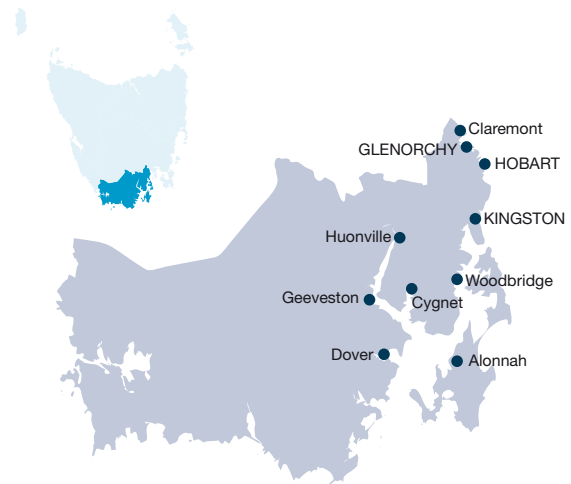 Claremont
GLENORCHY
HOBART
KINGSTON
Huonville
Woodbridge
Geeveston
Cygnet
Dover
Alonnah